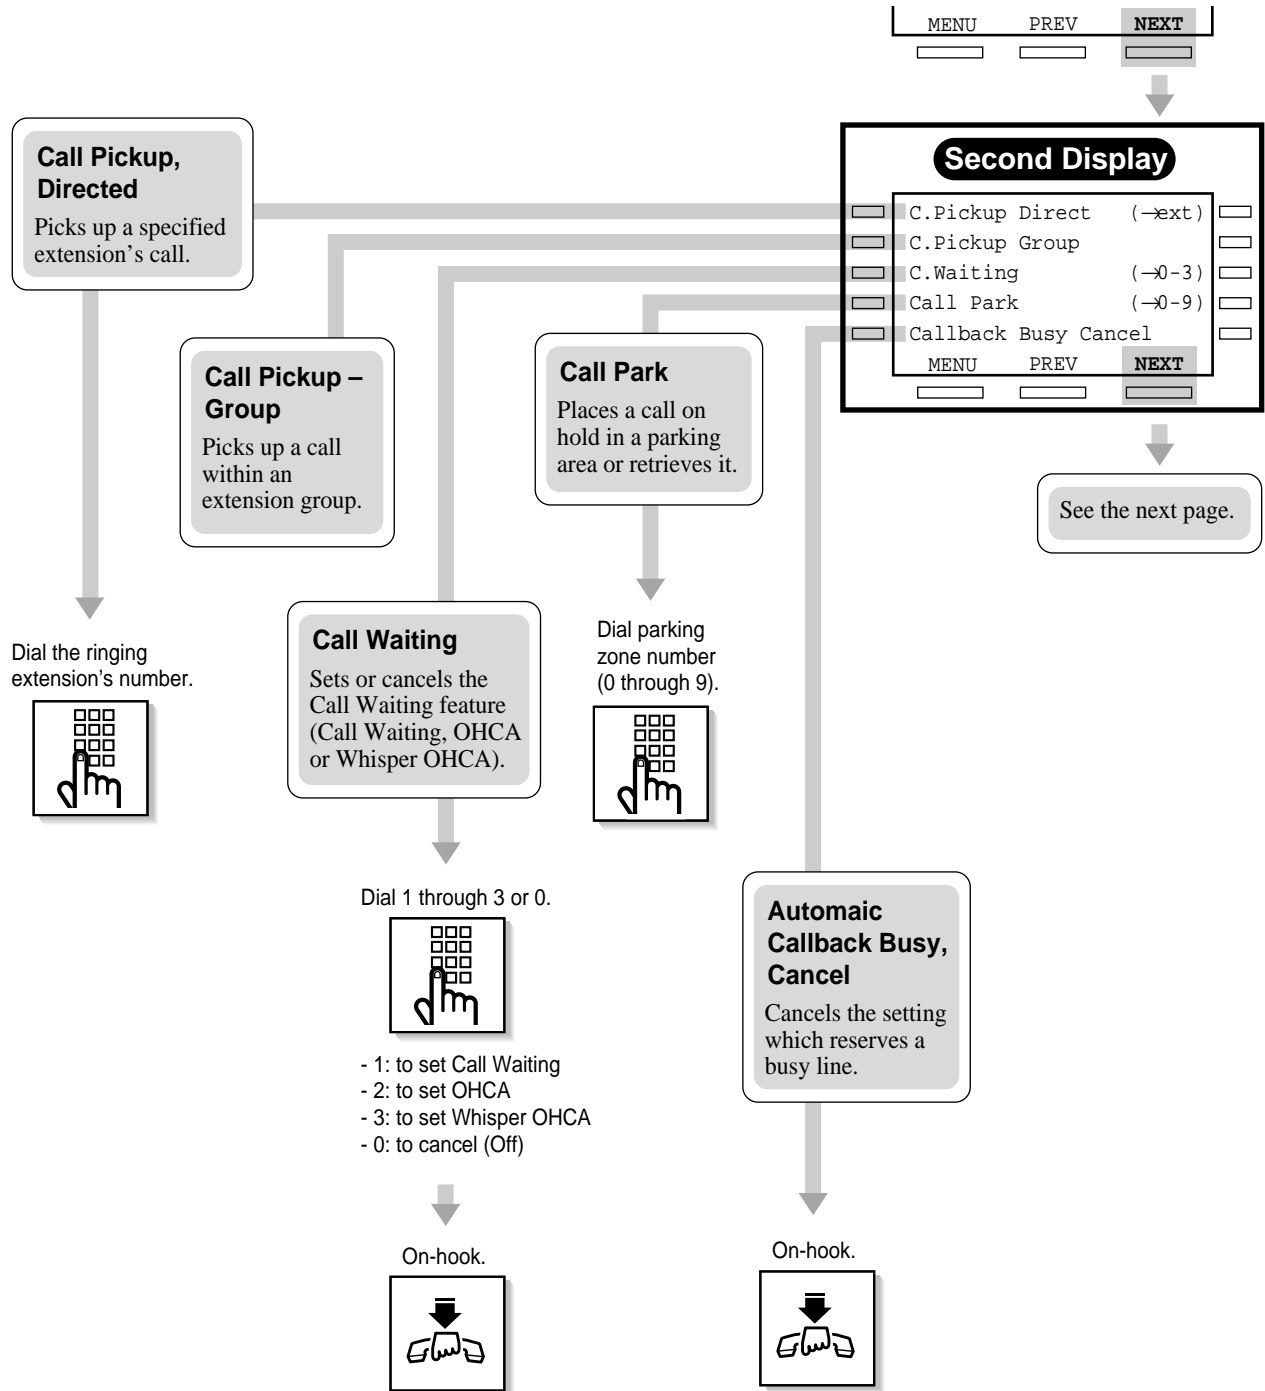 MENU PREV NEXT
Second Display
C.Pickup Direct (→ext)
C.Pickup Group
C.Waiting (→0-3)
Call Park (→0-9)
Callback Busy Cancel
MENU PREV NEXT
See the next page.
Call Pickup,
Directed
Picks up a specified
extension’s call.
Dial the ringing
extension’s number.
Call Pickup –
Group
Picks up a call
within an
extension group.
Call Waiting
Sets or cancels the
Call Waiting feature
(Call Waiting, OHCA
or Whisper OHCA).
Dial 1 through 3 or 0.
- 1: to set Call Waiting
- 2: to set OHCA
- 3: to set Whisper OHCA
- 0: to cancel (Off)
On-hook.
Call Park
Places a call on
hold in a parking
area or retrieves it.
Dial parking
zone number
(0 through 9).
Automaic
Callback Busy,
Cancel
Cancels the setting
which reserves a
busy line.
On-hook.